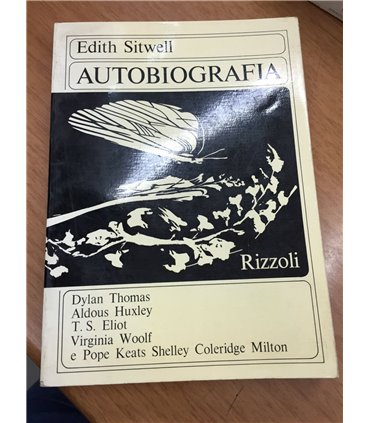 Edith Sitwell
AUTOBIOGRAFIA
Rizzoli
Dylan Thomas
Aldous Huxley
T. S. Eliot
Virginia Woolf
e Pope Keats Shelley Coleridge Milton